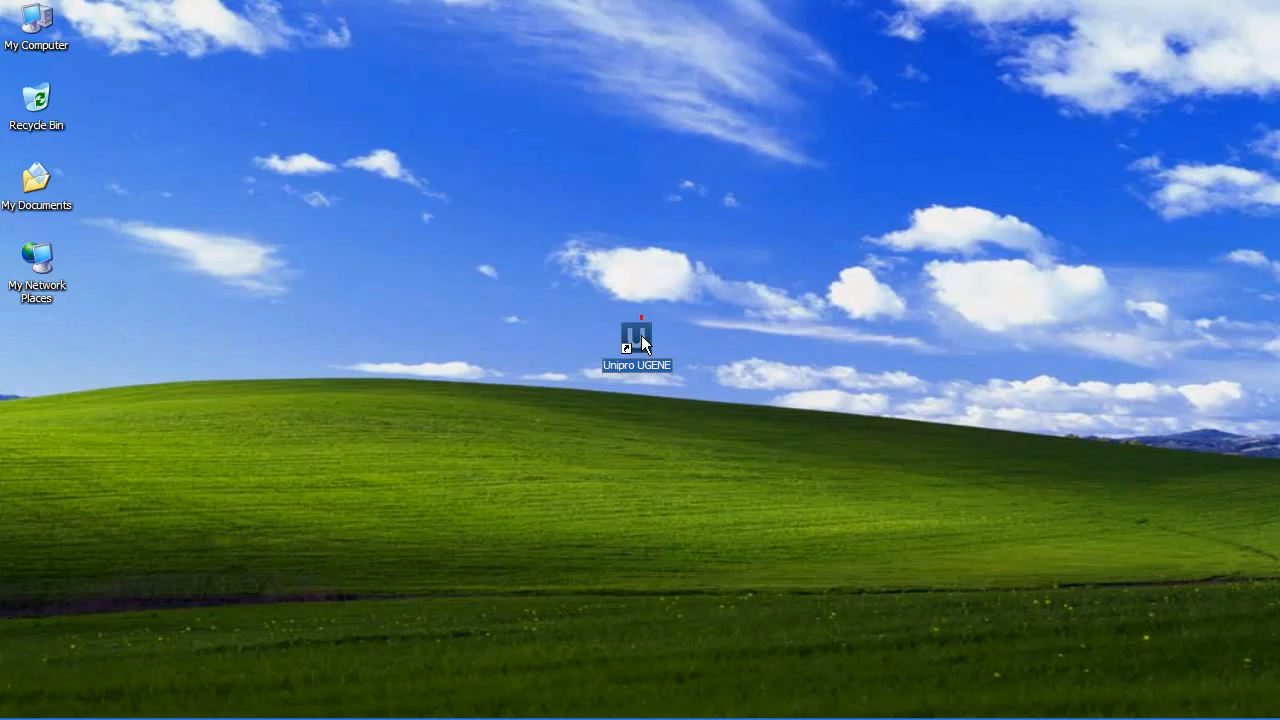 My Computer
Recycle Bin
My Documents
My Network
Places
U
Unipro UGENE